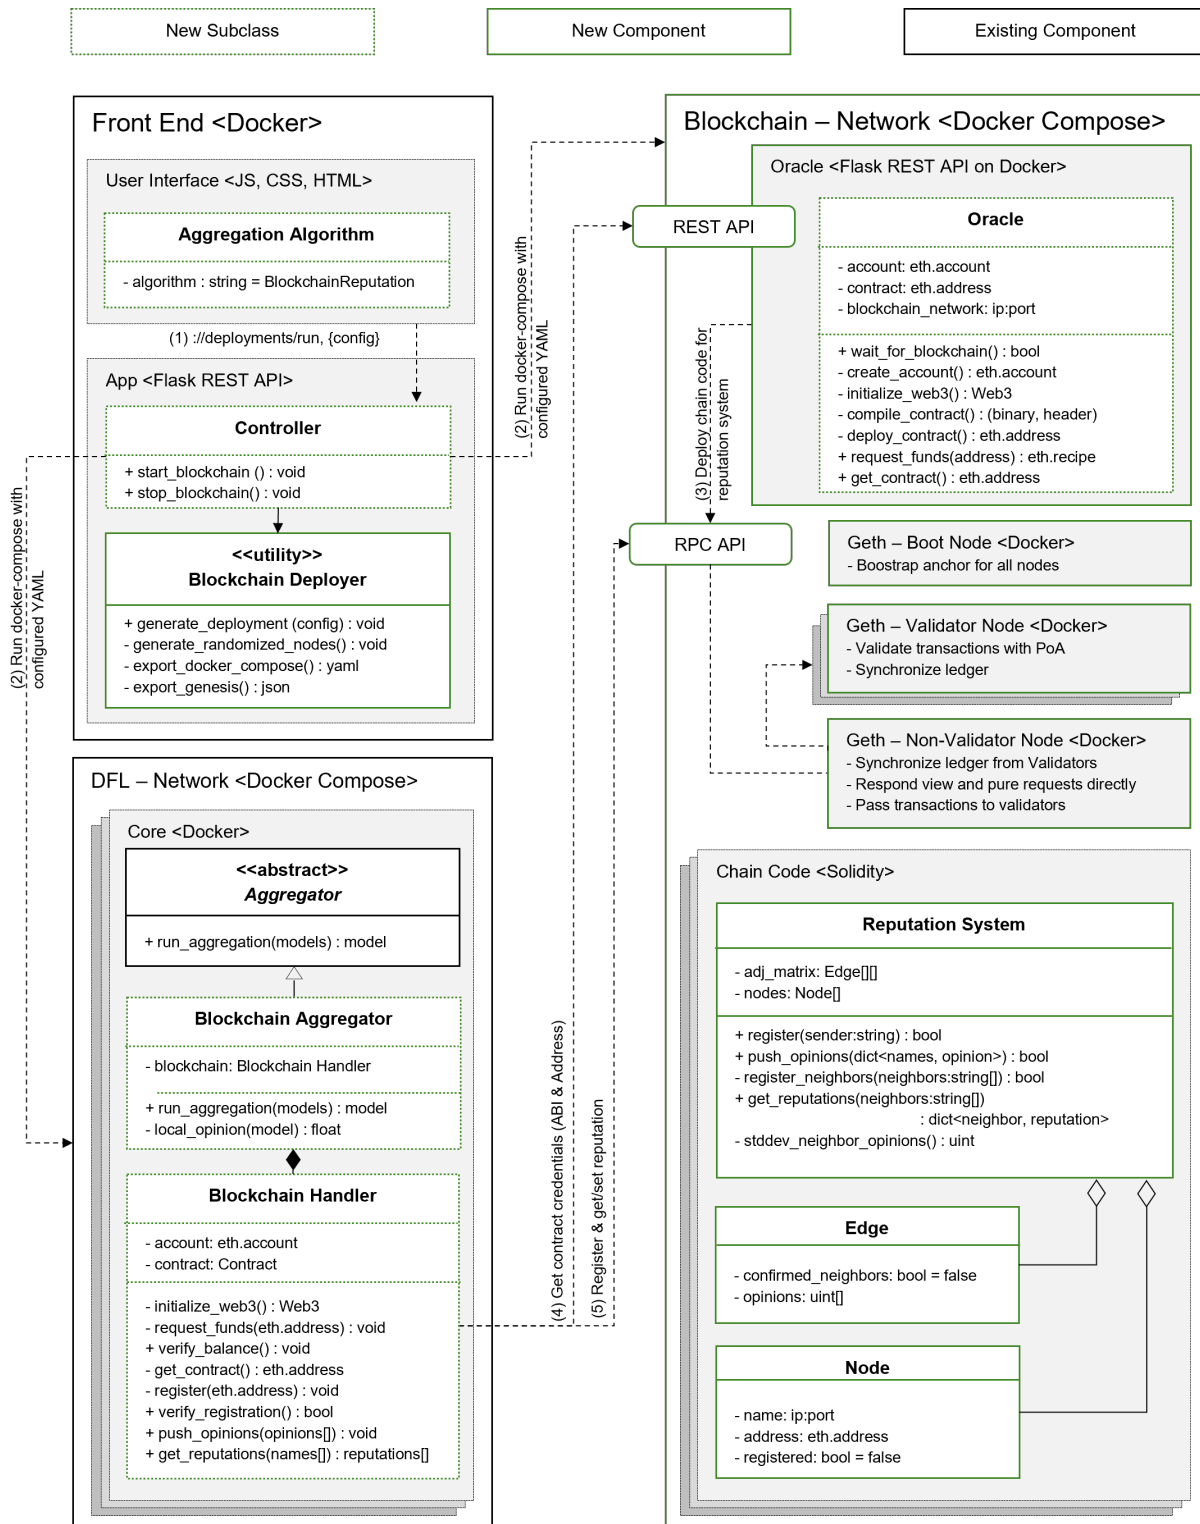 New Subclass
New Component
Existing Component
Front End <Docker>
User Interface <JS, CSS, HTML>
Aggregation Algorithm
- algorithm : string = BlockchainReputation
(1) ://deployments/run, {config}
App <Flask REST API>
Controller
+ start_blockchain () : void
+ stop_blockchain() : void
<<utility>>
Blockchain Deployer
+ generate_deployment (config) : void
- generate_randomized_nodes() : void
- export_docker_compose() : yaml
- export_genesis() : json
(2) Run docker-compose with
configured YAML
(2) Run docker-compose with
configured YAML
DFL – Network <Docker Compose>
Core <Docker>
<<abstract>>
Aggregator
+ run_aggregation(models) : model
Blockchain Aggregator
- blockchain: Blockchain Handler
+ run_aggregation(models) : model
- local_opinion(model) : float
Blockchain Handler
- account: eth.account
- contract: Contract
- initialize_web3() : Web3
- request_funds(eth.address) : void
+ verify_balance() : void
- get_contract() : eth.address
- register(eth.address) : void
+ verify_registration() : bool
+ push_opinions(opinions[]) : void
+ get_reputations(names[]) : reputations[]
(4) Get contract credentials (ABI & Address)
(5) Register & get/set reputation
Blockchain – Network <Docker Compose>
Oracle <Flask REST API on Docker>
REST API
Oracle
- account: eth.account
- contract: eth.address
- blockchain_network: ip:port
+ wait_for_blockchain() : bool
- create_account() : eth.account
- initialize_web3() : Web3
- compile_contract() : (binary, header)
- deploy_contract() : eth.address
+ request_funds(address) : eth.recipe
+ get_contract() : eth.address
(3) Deploy chain code for
reputation system
RPC API
Geth – Boot Node <Docker>
- Boostrap anchor for all nodes
Geth – Validator Node <Docker>
- Validate transactions with PoA
- Synchronize ledger
Geth – Non-Validator Node <Docker>
- Synchronize ledger from Validators
- Respond view and pure requests directly
- Pass transactions to validators
Chain Code <Solidity>
Reputation System
- adj_matrix: Edge[][]
- nodes: Node[]
+ register(sender:string) : bool
+ push_opinions(dict<names, opinion>) : bool
- register_neighbors(neighbors:string[]) : bool
+ get_reputations(neighbors:string[])
: dict<neighbor, reputation>
- stddev_neighbor_opinions() : uint
Edge
- confirmed_neighbors: bool = false
- opinions: uint[]
Node
- name: ip:port
- address: eth.address
- registered: bool = false